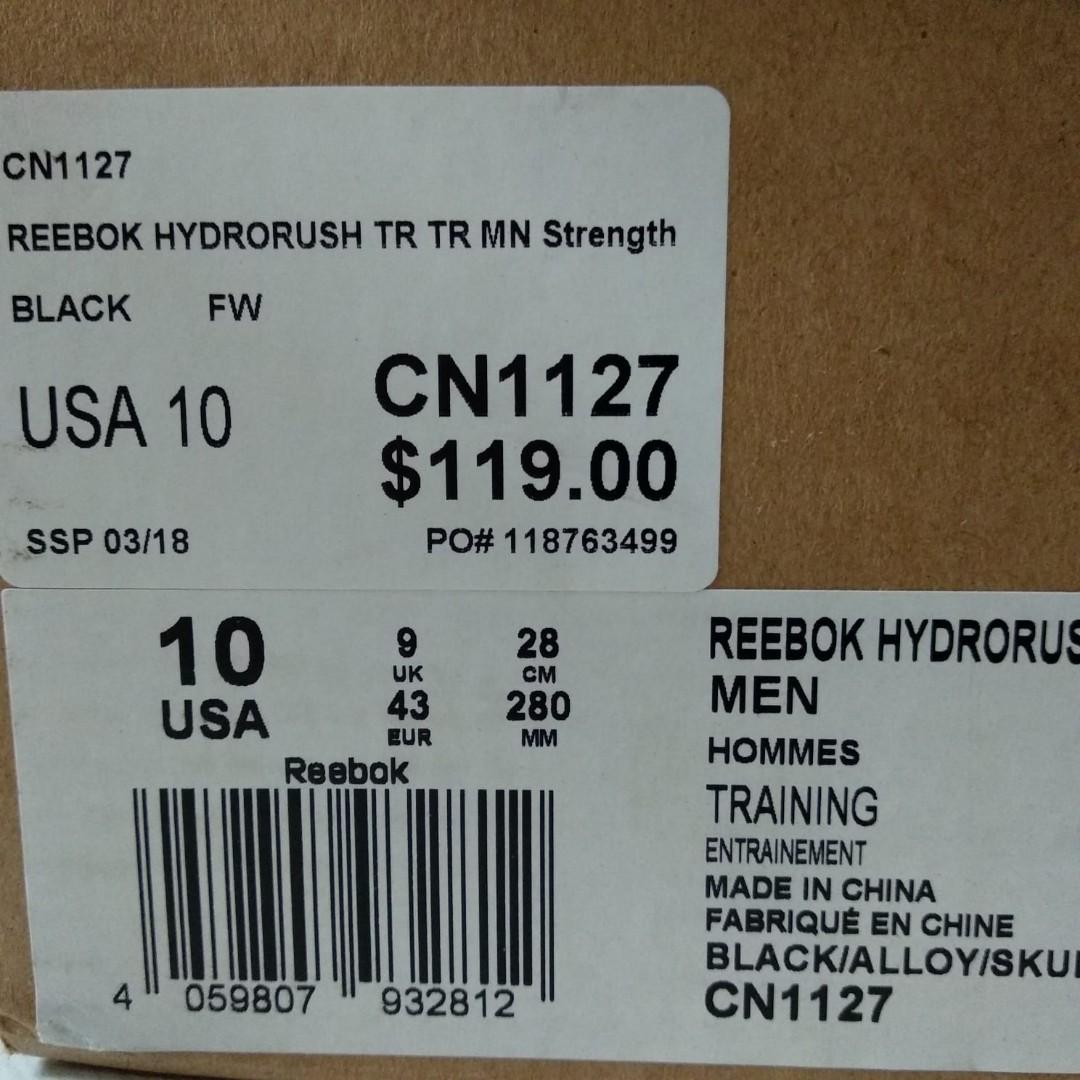 CN1127
REEBOK HYDRORUSH TR TR MN Strength
BLACK FW
USA 10
CN1127
$119.00
SSP 03/18 PO# 118763499
10
USA
9
UK
43
EUR
28
CM
280
MM
Reebok
4 059807 932812
REEBOK HYDRORUS
MEN
HOMMES
TRAINING
ENTRAINEMENT
MADE IN CHINA
FABRIQUÉ EN CHINE
BLACK/ALLOY/SKUL
CN1127